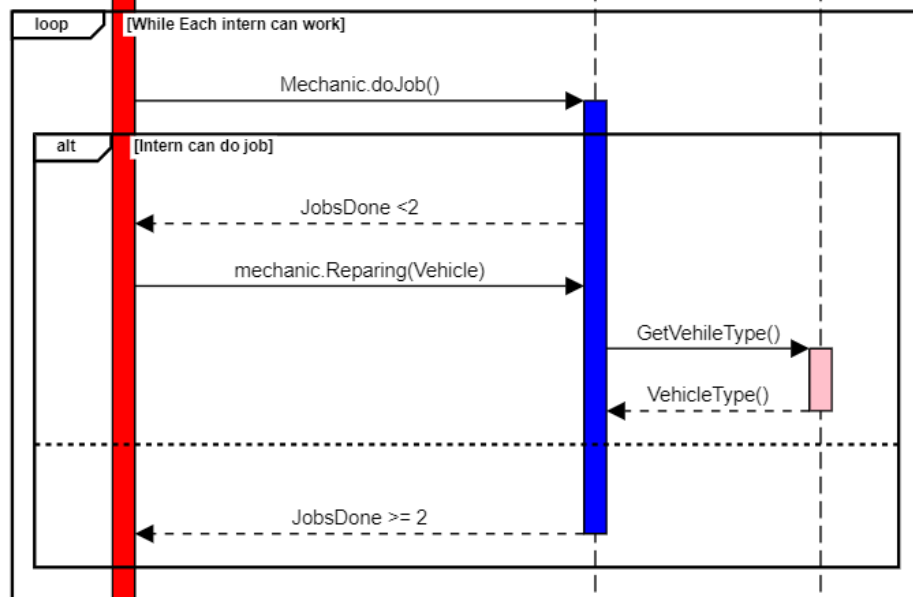 loop
[While Each intern can work]
Mechanic.doJob()
alt
[Intern can do job]
JobsDone <2
mechanic.Reparing(Vehicle)
GetVehileType()
VehicleType()
JobsDone >= 2